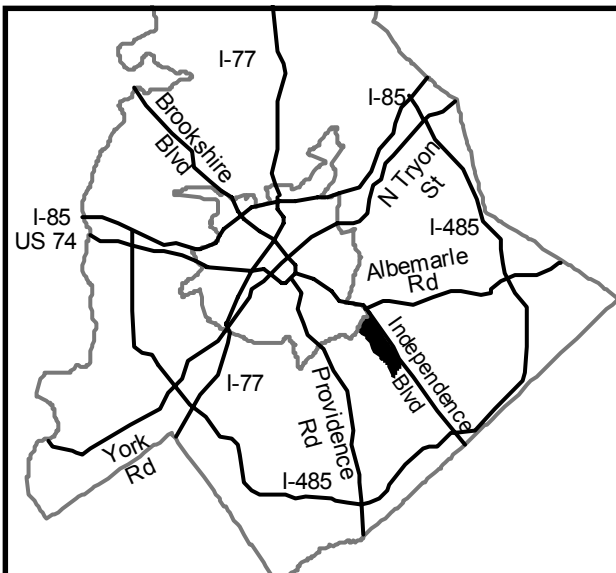 I-77
I-85
Brookshire
Blvd
N Tryon
St
I-85
US 74
I-485
Albemarle
Rd
Independence
Blvd
I-77
Providence
Rd
York
Rd
I-485